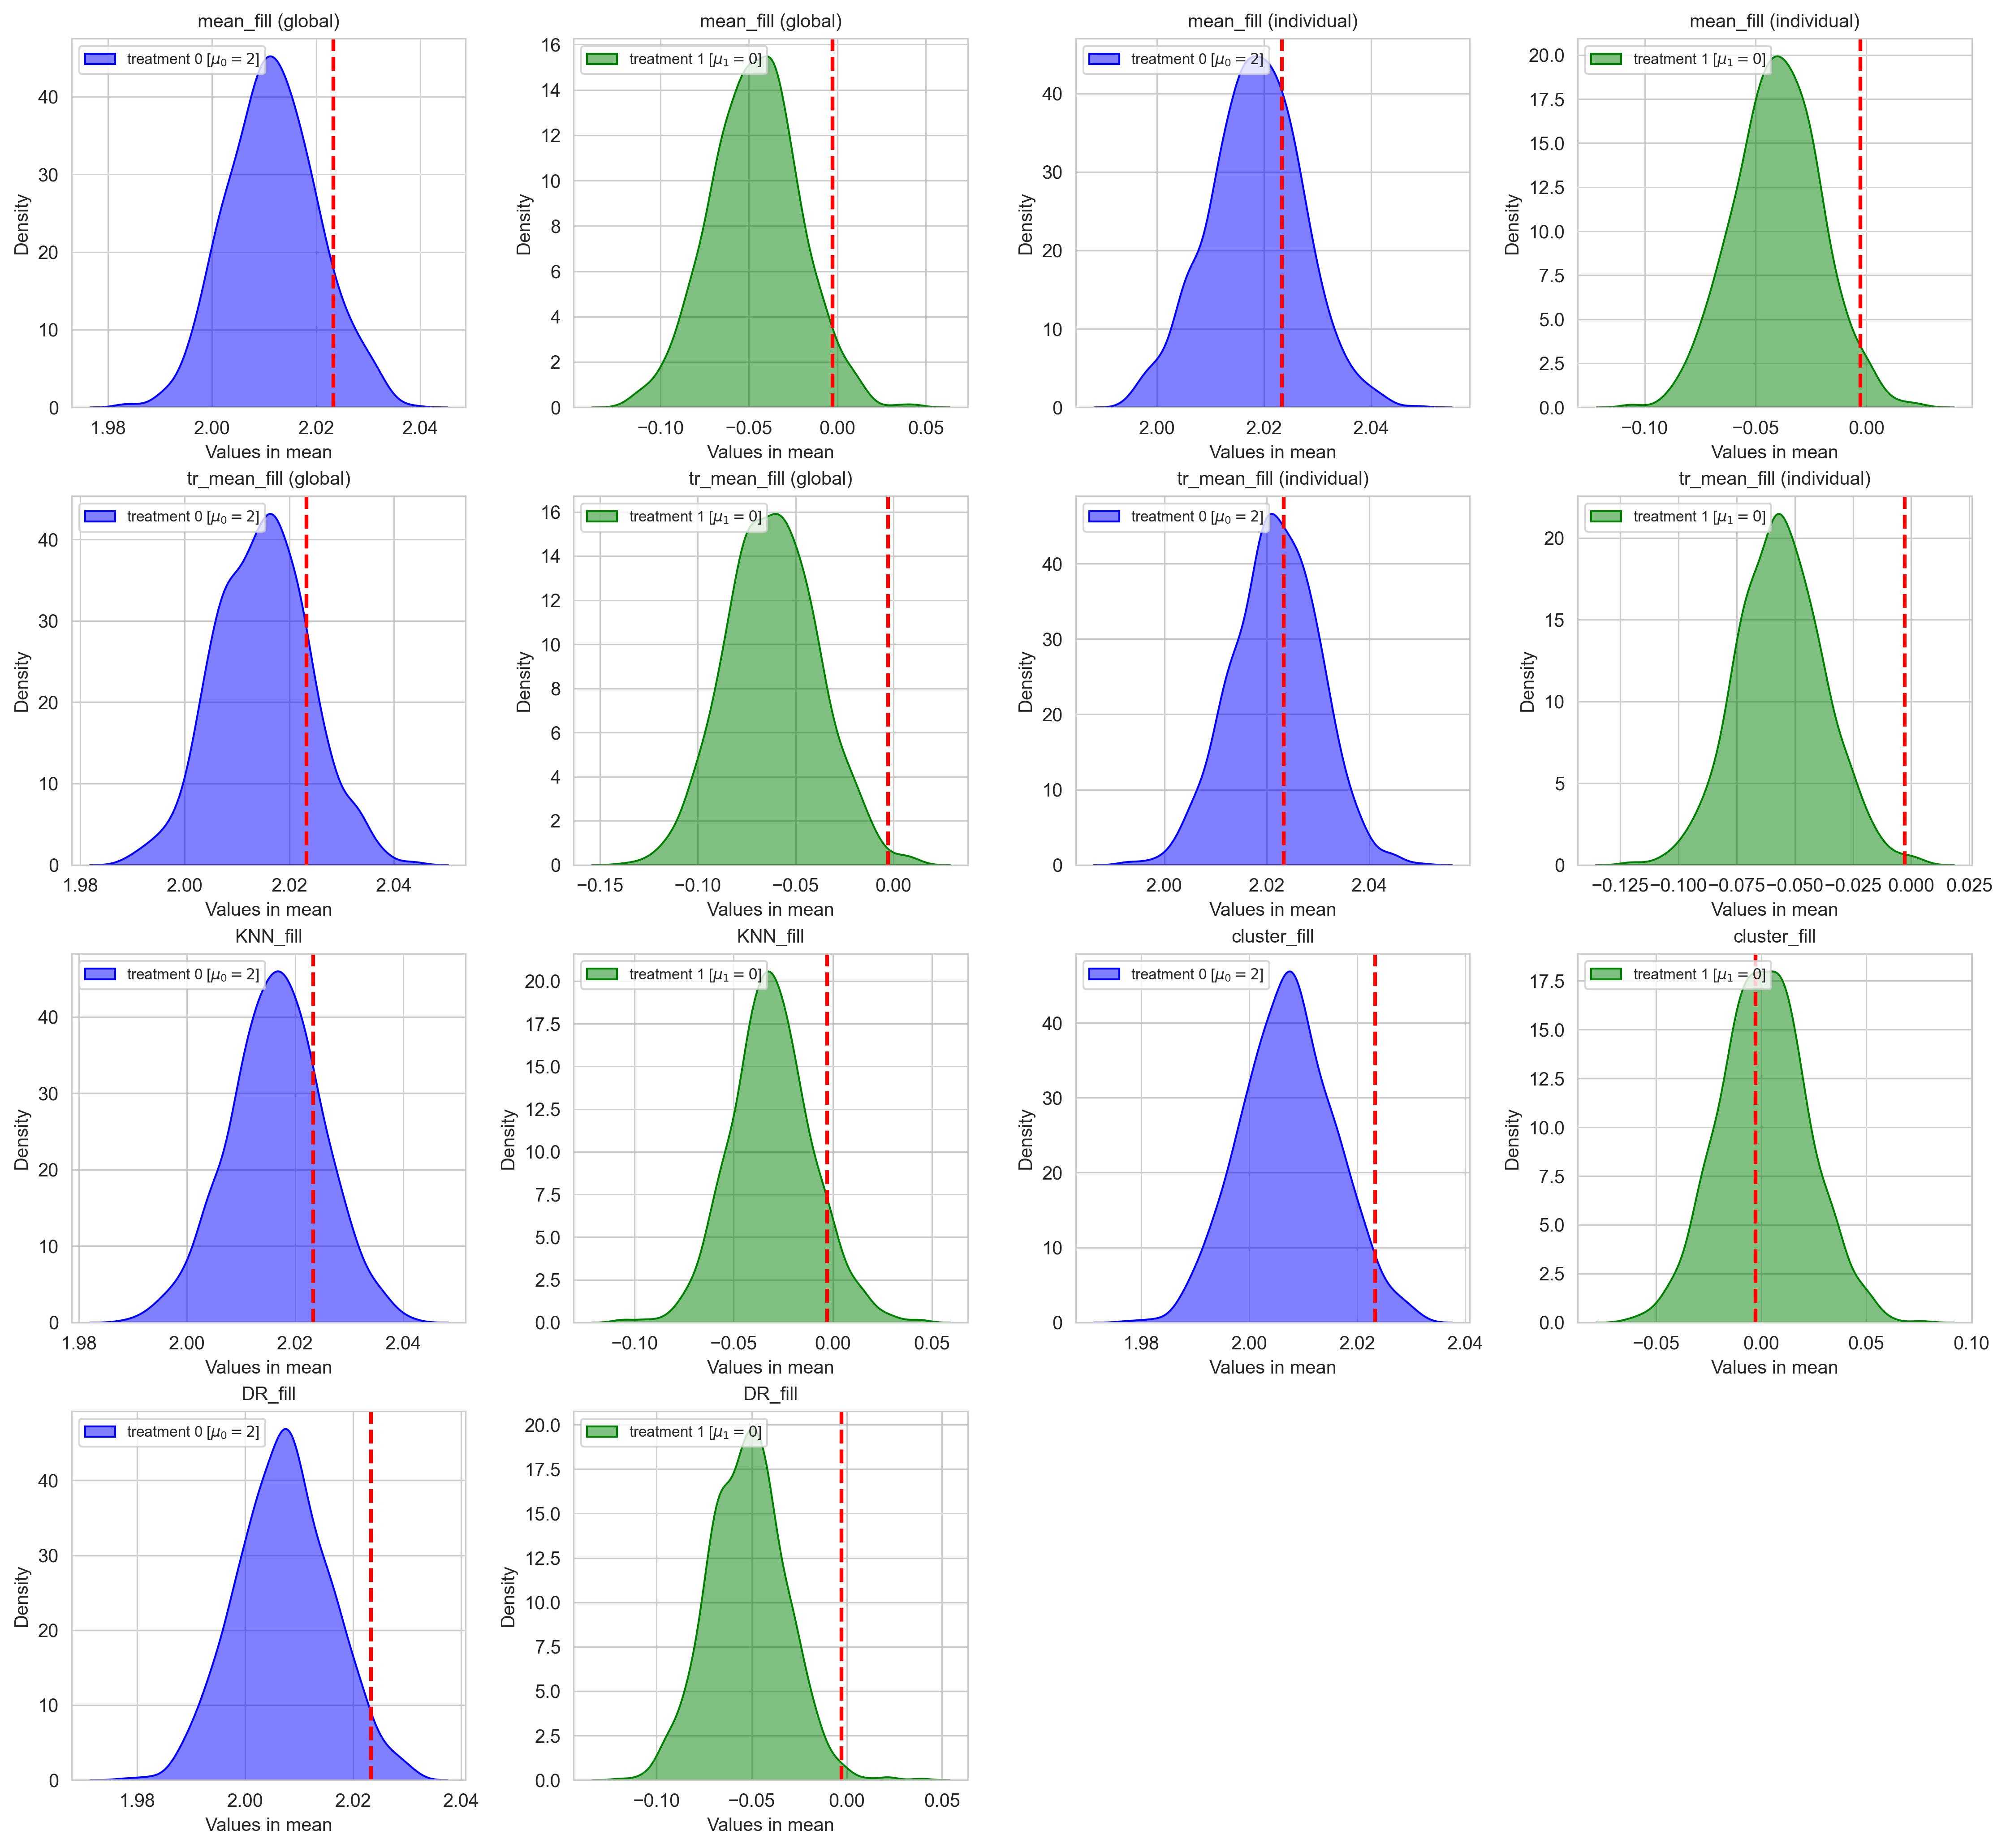 mean_fill (global)
treatment 0 [μ₀ = 2]
Density
0
10
20
30
40
1.98
2.00
2.02
2.04
Values in mean
mean_fill (global)
treatment 1 [μ₁ = 0]
Density
0
2
4
6
8
10
12
14
16
−0.10
−0.05
0.00
0.05
Values in mean
mean_fill (individual)
treatment 0 [μ₀ = 2]
Density
0
10
20
30
40
2.00
2.02
2.04
Values in mean
mean_fill (individual)
treatment 1 [μ₁ = 0]
Density
0.0
2.5
5.0
7.5
10.0
12.5
15.0
17.5
20.0
−0.10
−0.05
0.00
Values in mean
tr_mean_fill (global)
treatment 0 [μ₀ = 2]
Density
0
10
20
30
40
1.98
2.00
2.02
2.04
Values in mean
tr_mean_fill (global)
treatment 1 [μ₁ = 0]
Density
0
2
4
6
8
10
12
14
16
−0.15
−0.10
−0.05
0.00
Values in mean
tr_mean_fill (individual)
treatment 0 [μ₀ = 2]
Density
0
10
20
30
40
2.00
2.02
2.04
Values in mean
tr_mean_fill (individual)
treatment 1 [μ₁ = 0]
Density
0
5
10
15
20
−0.125
−0.100
−0.075
−0.050
−0.025
0.000
0.025
Values in mean
KNN_fill
treatment 0 [μ₀ = 2]
Density
0
10
20
30
40
1.98
2.00
2.02
2.04
Values in mean
KNN_fill
treatment 1 [μ₁ = 0]
Density
0.0
2.5
5.0
7.5
10.0
12.5
15.0
17.5
20.0
−0.10
−0.05
0.00
0.05
Values in mean
cluster_fill
treatment 0 [μ₀ = 2]
Density
0
10
20
30
40
1.98
2.00
2.02
2.04
Values in mean
cluster_fill
treatment 1 [μ₁ = 0]
Density
0.0
2.5
5.0
7.5
10.0
12.5
15.0
17.5
−0.05
0.00
0.05
0.10
Values in mean
DR_fill
treatment 0 [μ₀ = 2]
Density
0
10
20
30
40
1.98
2.00
2.02
2.04
Values in mean
DR_fill
treatment 1 [μ₁ = 0]
Density
0.0
2.5
5.0
7.5
10.0
12.5
15.0
17.5
20.0
−0.10
−0.05
0.00
0.05
Values in mean